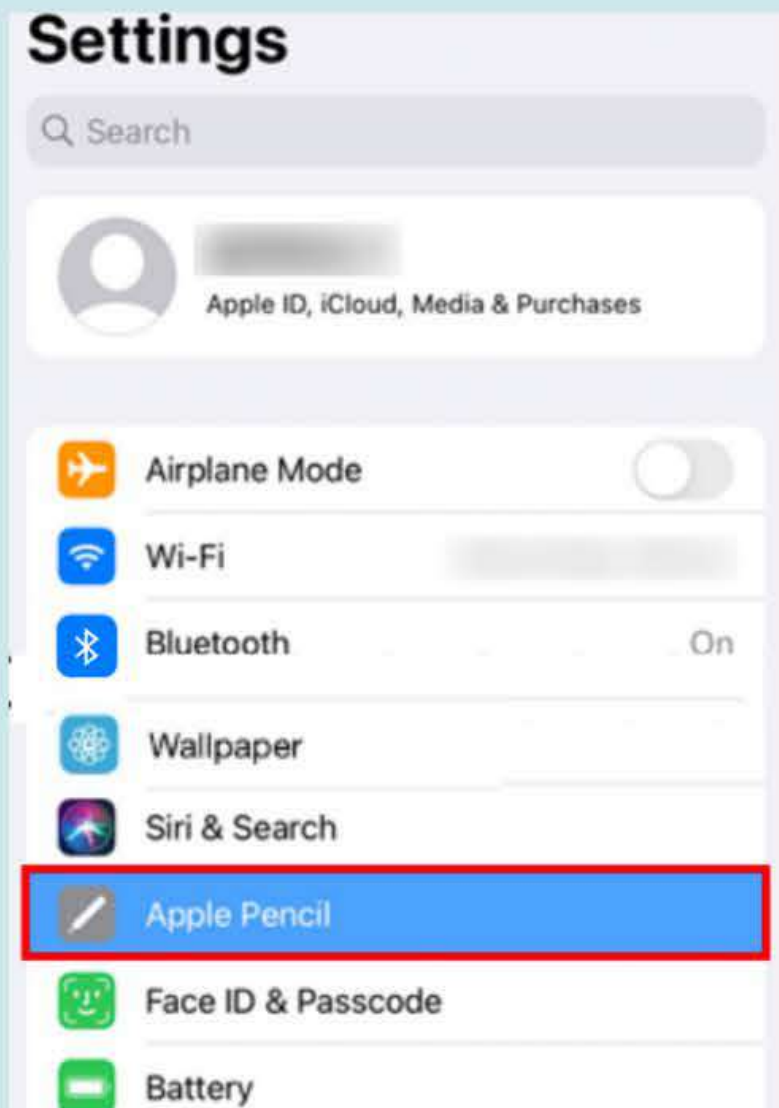 Settings
Search
Apple ID, iCloud, Media & Purchases
Airplane Mode
Wi-Fi
Bluetooth On
Wallpaper
Siri & Search
Apple Pencil
Face ID & Passcode
Battery